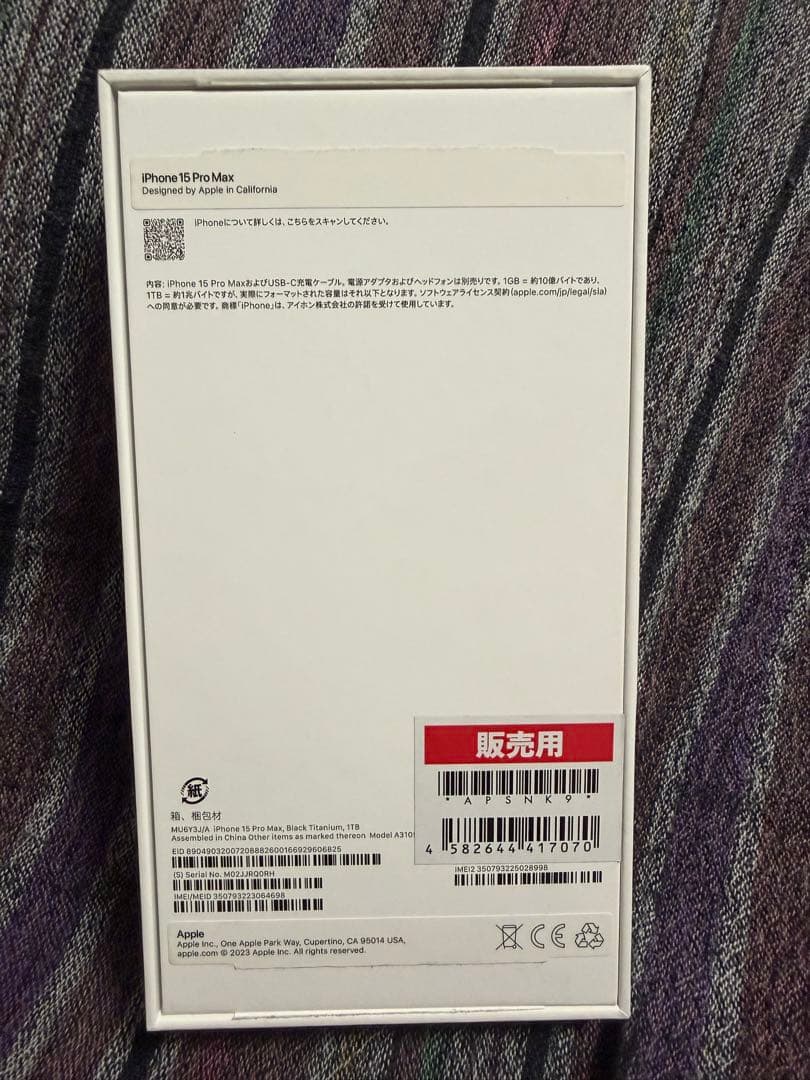 iPhone 15 Pro Max
Designed by Apple in California
iPhoneについて詳しくは、こちらをスキャンしてください。
内容: iPhone 15 Pro MaxおよびUSB-C充電ケーブル。電源アダプタおよびヘッドフォンは別売りです。1GB = 約10億バイトであり、
1TB = 約1兆バイトですが、実際にフォーマットされた容量はそれ以下となります。ソフトウェアライセンス契約(apple.com/jp/legal/sla)
への同意が必要です。商標「iPhone」は、アイホン株式会社の許諾を受けて使用しています。
販売用
*APSNK9*
4 582644 417070
紙
箱、梱包材
MU6Y3J/A iPhone 15 Pro Max, Black Titanium, 1TB
Assembled in China Other items as marked thereon Model A310
EID 89049032007208882600166929606825
(S) Serial No. M02JJRQ0RH
IMEI2 350793225028998
IMEI/MEID 350793223064698
Apple
Apple Inc., One Apple Park Way, Cupertino, CA 95014 USA,
apple.com © 2023 Apple Inc. All rights reserved.
CE